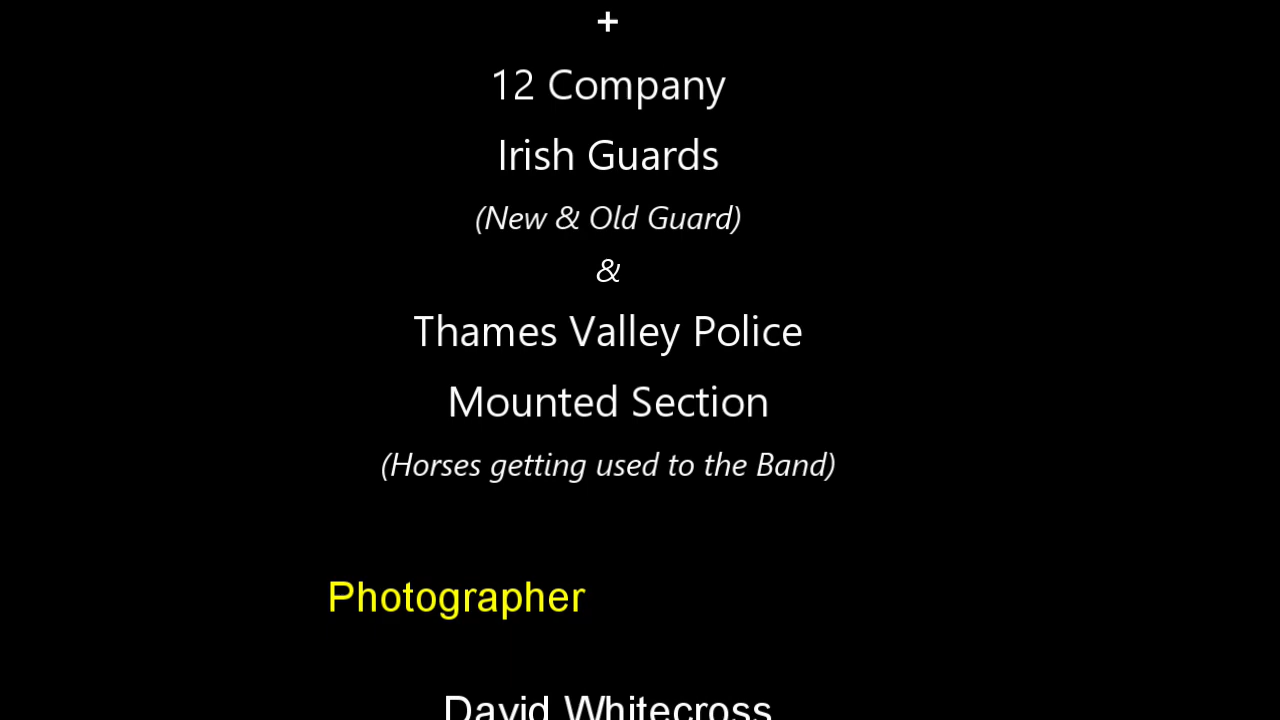 +
12 Company
Irish Guards
(New & Old Guard)
&
Thames Valley Police
Mounted Section
(Horses getting used to the Band)
Photographer
David Whitecross